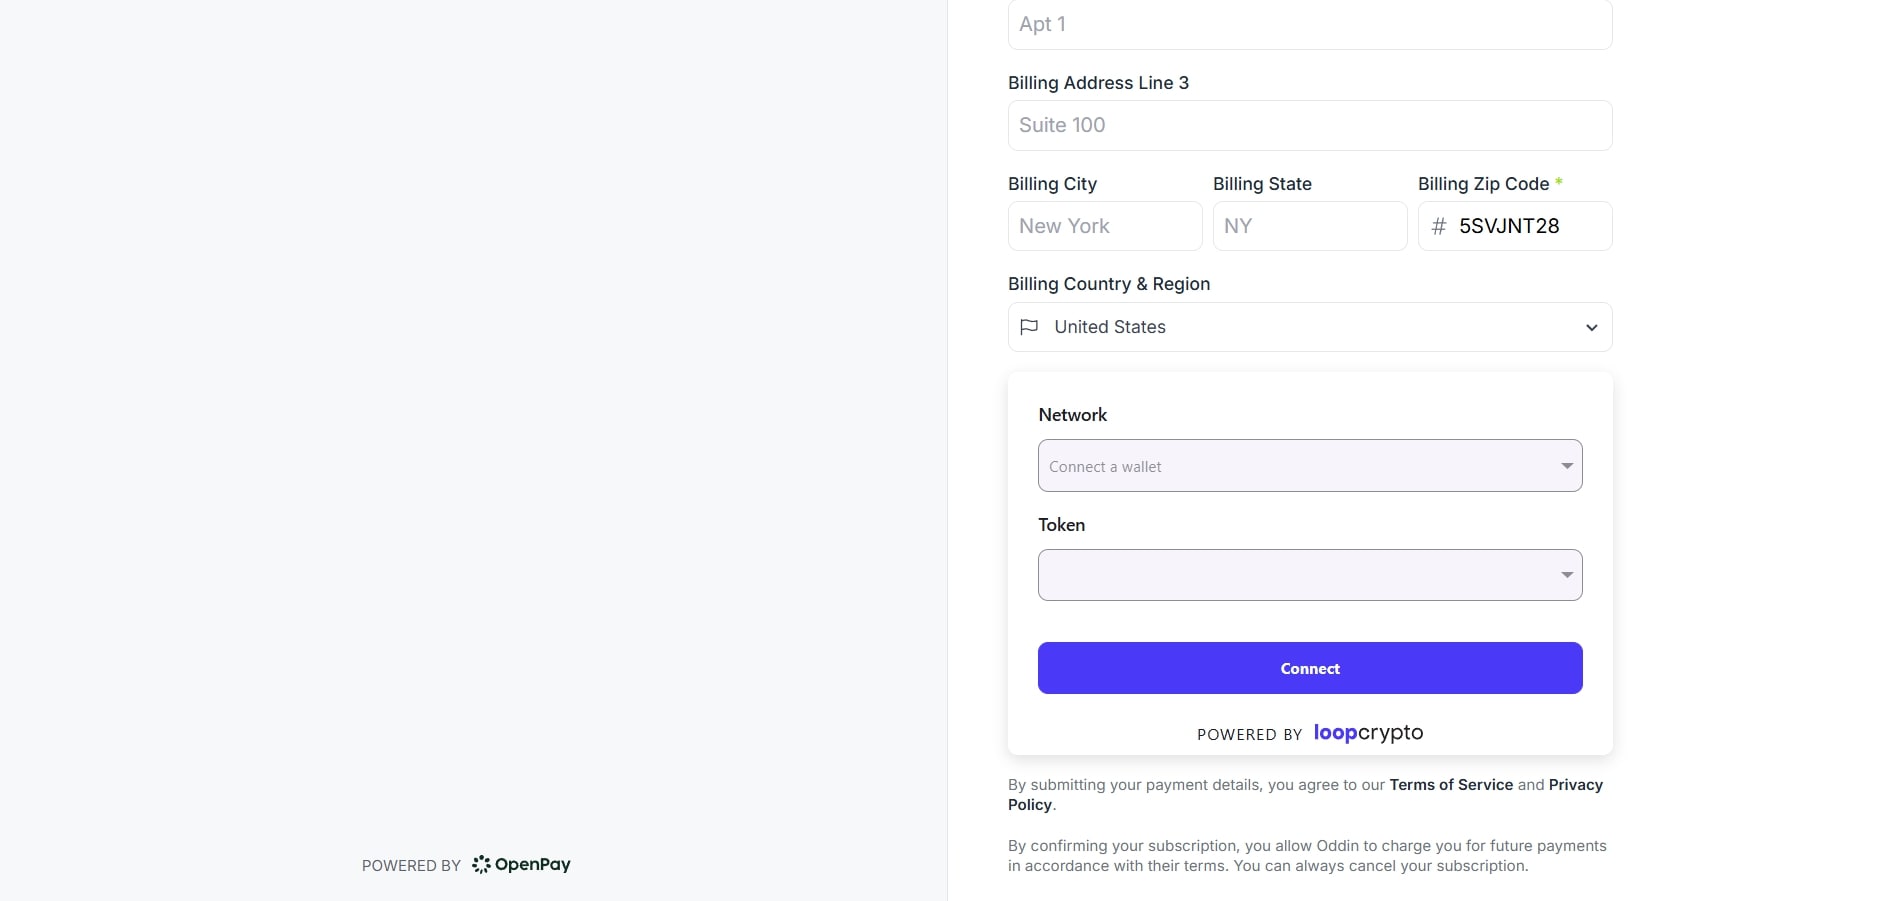 Apt 1
Billing Address Line 3
Suite 100
Billing City Billing State Billing Zip Code *
New York NY # 5SVJNT28
Billing Country & Region
United States
Network
Connect a wallet
Token
Connect
POWERED BY loopcrypto
By submitting your payment details, you agree to our Terms of Service and Privacy
Policy.
By confirming your subscription, you allow Oddin to charge you for future payments
in accordance with their terms. You can always cancel your subscription.
POWERED BY OpenPay